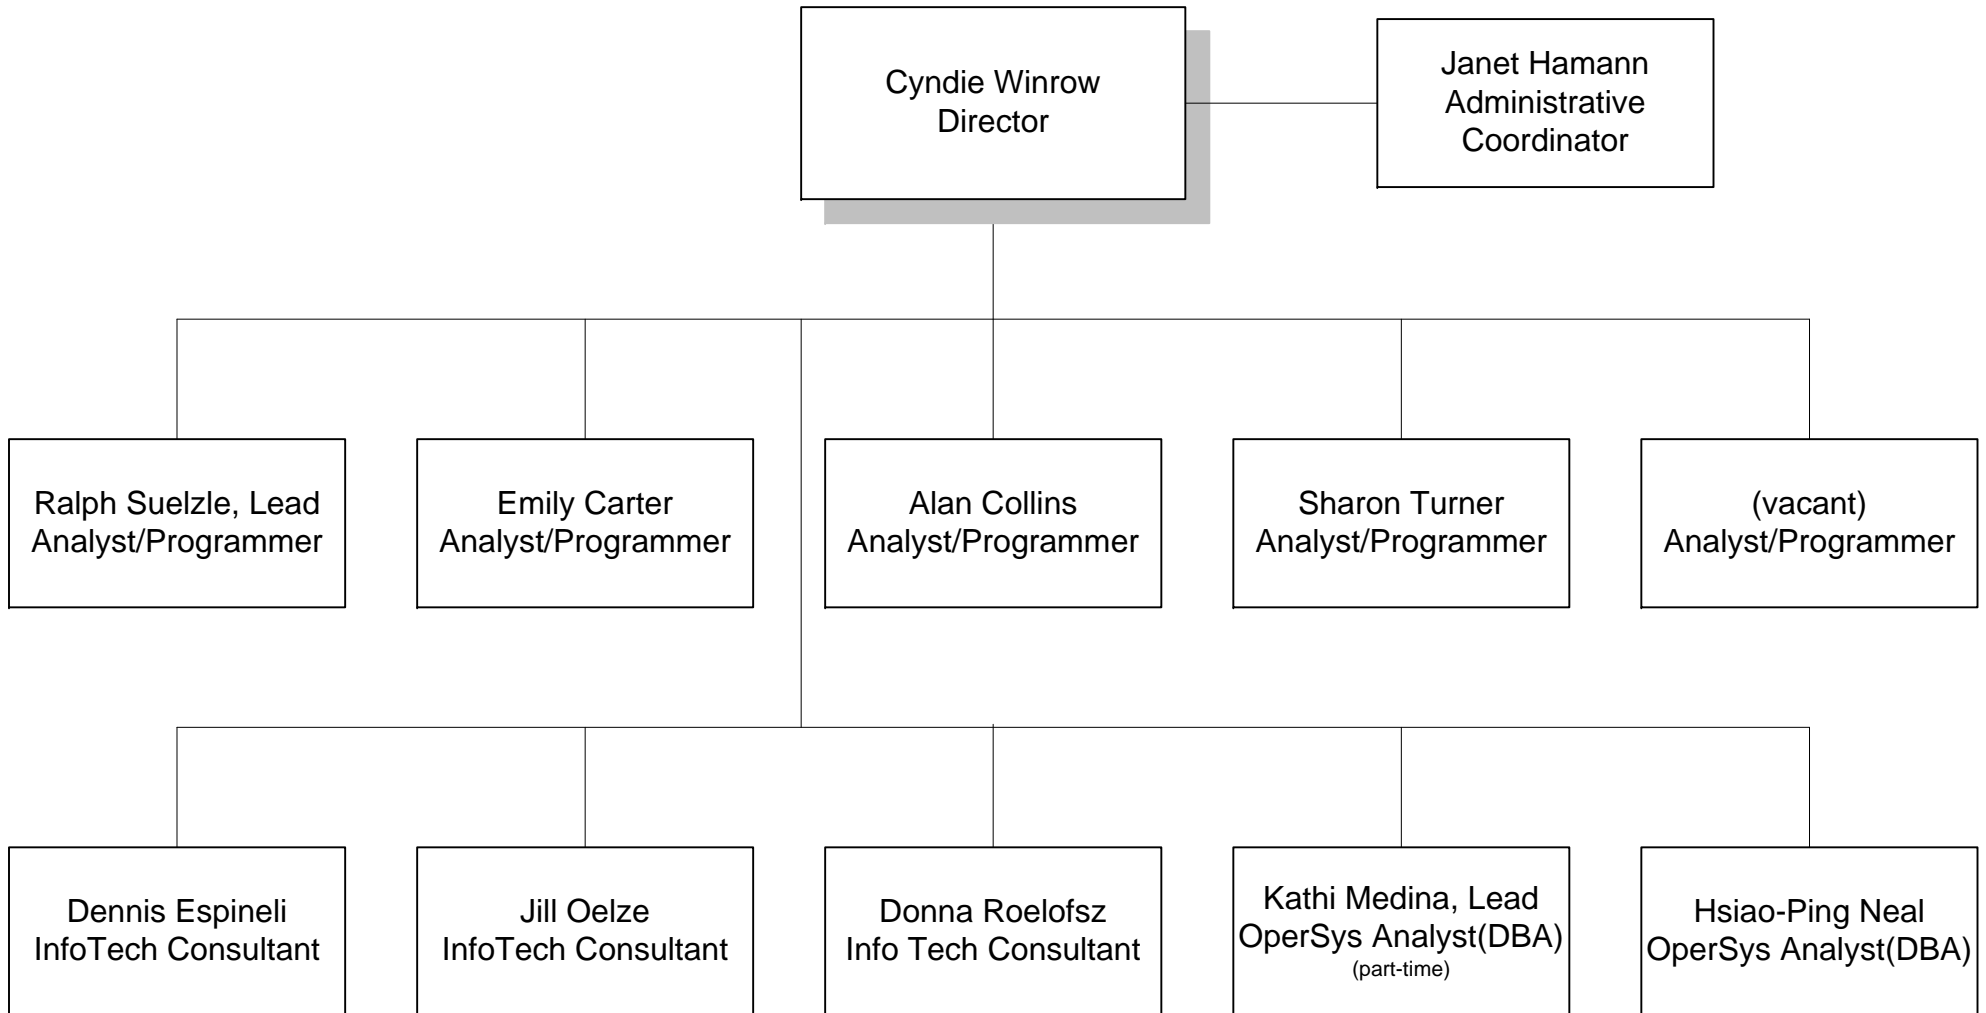 Cyndie Winrow
Director
Janet Hamann
Administrative
Coordinator
Ralph Suelzle, Lead
Analyst/Programmer
Emily Carter
Analyst/Programmer
Alan Collins
Analyst/Programmer
Sharon Turner
Analyst/Programmer
(vacant)
Analyst/Programmer
Dennis Espineli
InfoTech Consultant
Jill Oelze
InfoTech Consultant
Donna Roelofsz
Info Tech Consultant
Kathi Medina, Lead
OperSys Analyst(DBA)
(part-time)
Hsiao-Ping Neal
OperSys Analyst(DBA)